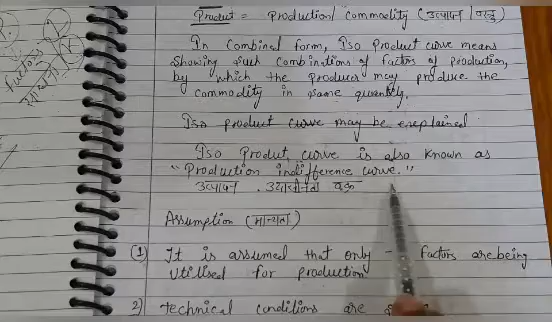 Product = Production/ commodity (उत्पादन / वस्तु)
In Combined form, Iso Product curve means
Showing such Combinations of factors of production,
by which the producer may produce the
commodity in same quantity.
Iso product curve may be
Iso Product curve is also known as
"Production indifference curve."
उत्पादन उदासीनता वक्र
Assumption (मान्यता)
(1) It is assumed that only - factors are being
utilised for production
2) technical conditions are
factors